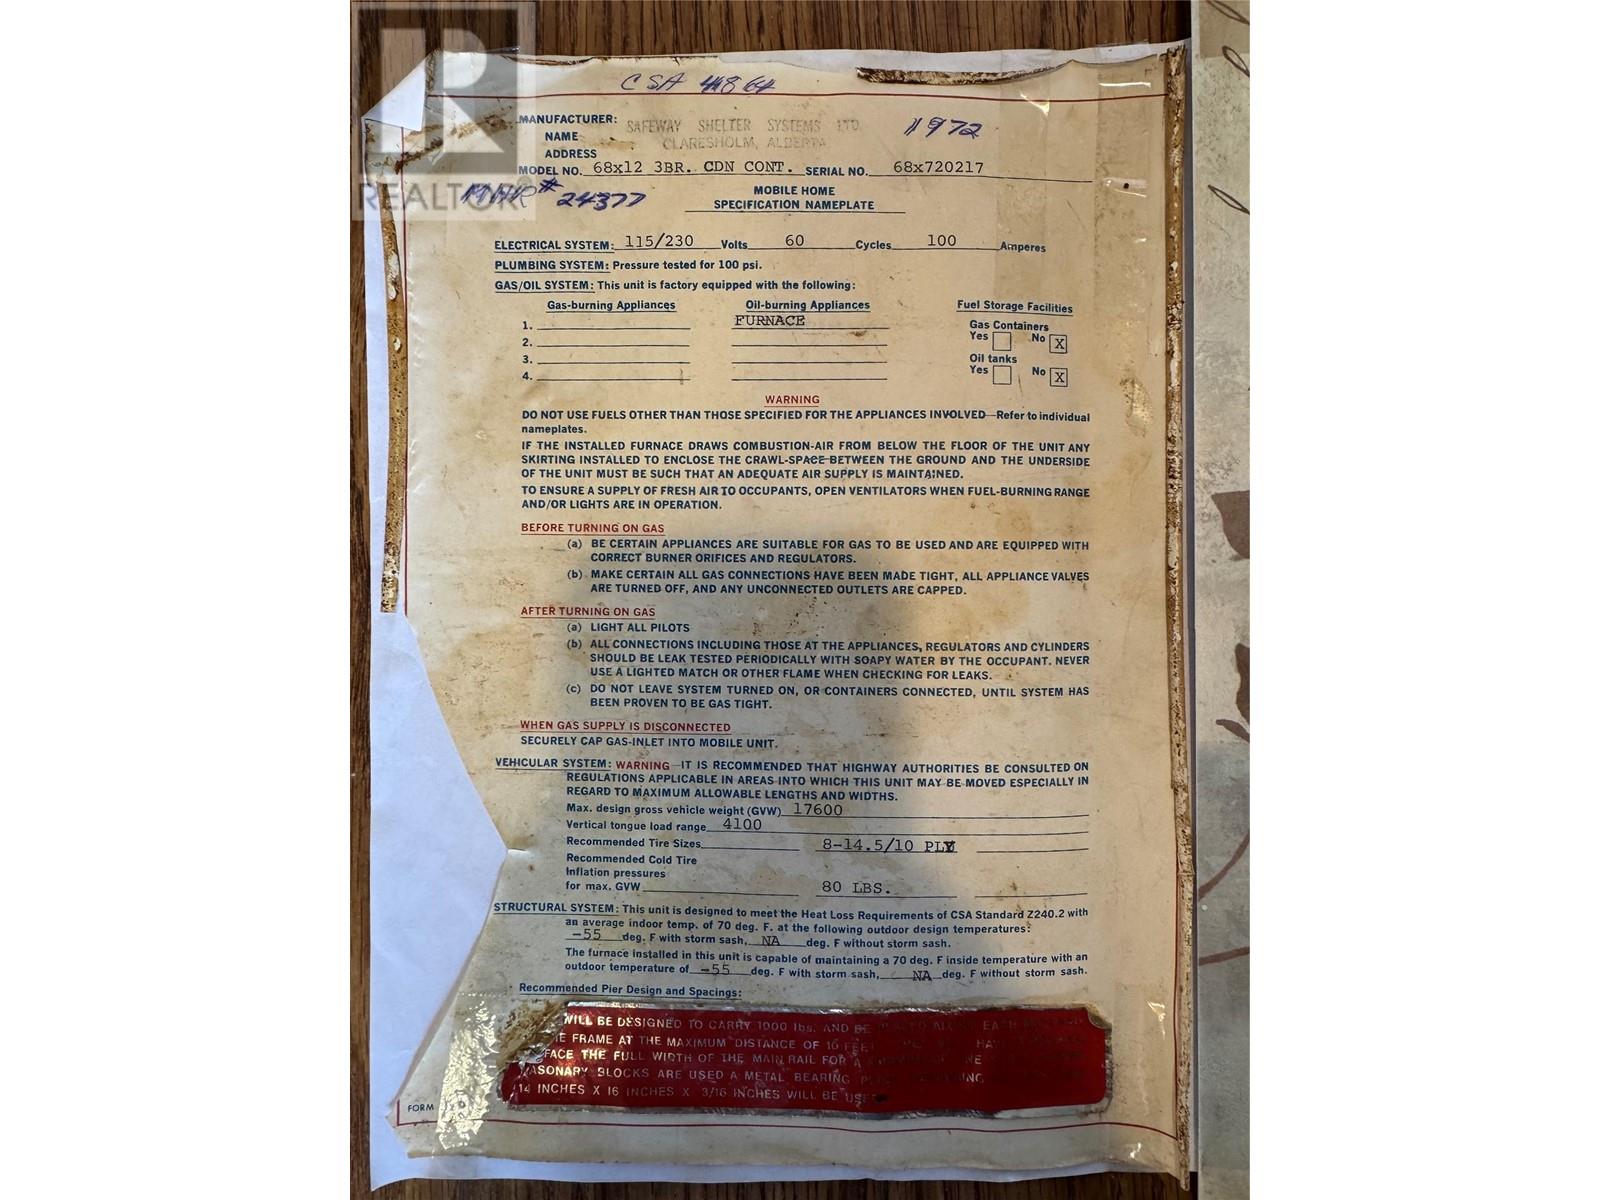 REALTOR®
CSA 4864
MANUFACTURER: SAFEWAY SHELTER SYSTEMS LTD. 1972
NAME
CLARESHOLM, ALBERTA
ADDRESS
MODEL NO. 68x12 3BR. CDN CONT. SERIAL NO. 68x720217
MHR# 24377
MOBILE HOME
SPECIFICATION NAMEPLATE
ELECTRICAL SYSTEM: 115/230 Volts 60 Cycles 100 Amperes
PLUMBING SYSTEM: Pressure tested for 100 psi.
GAS/OIL SYSTEM: This unit is factory equipped with the following:
Gas-burning Appliances Oil-burning Appliances Fuel Storage Facilities
1. FURNACE
Gas Containers
2. Yes No X
3. Oil tanks
4. Yes No X
WARNING
DO NOT USE FUELS OTHER THAN THOSE SPECIFIED FOR THE APPLIANCES INVOLVED—Refer to individual
nameplates.
IF THE INSTALLED FURNACE DRAWS COMBUSTION-AIR FROM BELOW THE FLOOR OF THE UNIT ANY
SKIRTING INSTALLED TO ENCLOSE THE CRAWL-SPACE BETWEEN THE GROUND AND THE UNDERSIDE
OF THE UNIT MUST BE SUCH THAT AN ADEQUATE AIR SUPPLY IS MAINTAINED.
TO ENSURE A SUPPLY OF FRESH AIR TO OCCUPANTS, OPEN VENTILATORS WHEN FUEL-BURNING RANGE
AND/OR LIGHTS ARE IN OPERATION.
BEFORE TURNING ON GAS
(a) BE CERTAIN APPLIANCES ARE SUITABLE FOR GAS TO BE USED AND ARE EQUIPPED WITH
CORRECT BURNER ORIFICES AND REGULATORS.
(b) MAKE CERTAIN ALL GAS CONNECTIONS HAVE BEEN MADE TIGHT, ALL APPLIANCE VALVES
ARE TURNED OFF, AND ANY UNCONNECTED OUTLETS ARE CAPPED.
AFTER TURNING ON GAS
(a) LIGHT ALL PILOTS
(b) ALL CONNECTIONS INCLUDING THOSE AT THE APPLIANCES, REGULATORS AND CYLINDERS
SHOULD BE LEAK TESTED PERIODICALLY WITH SOAPY WATER BY THE OCCUPANT. NEVER
USE A LIGHTED MATCH OR OTHER FLAME WHEN CHECKING FOR LEAKS.
(c) DO NOT LEAVE SYSTEM TURNED ON, OR CONTAINERS CONNECTED, UNTIL SYSTEM HAS
BEEN PROVEN TO BE GAS TIGHT.
WHEN GAS SUPPLY IS DISCONNECTED
SECURELY CAP GAS-INLET INTO MOBILE UNIT.
VEHICULAR SYSTEM: WARNING—IT IS RECOMMENDED THAT HIGHWAY AUTHORITIES BE CONSULTED ON
REGULATIONS APPLICABLE IN AREAS INTO WHICH THIS UNIT MAY BE MOVED ESPECIALLY IN
REGARD TO MAXIMUM ALLOWABLE LENGTHS AND WIDTHS.
Max. design gross vehicle weight (GVW) 17600
Vertical tongue load range 4100
Recommended Tire Sizes 8-14.5/10 PLY
Recommended Cold Tire
Inflation pressures
for max. GVW 80 LBS.
STRUCTURAL SYSTEM: This unit is designed to meet the Heat Loss Requirements of CSA Standard Z240.2 with
an average indoor temp. of 70 deg. F. at the following outdoor design temperatures:
-55 deg. F with storm sash, NA deg. F without storm sash.
The furnace installed in this unit is capable of maintaining a 70 deg. F inside temperature with an
outdoor temperature of -55 deg. F with storm sash, NA deg. F without storm sash.
Recommended Pier Design and Spacings:
WILL BE DESIGNED TO CARRY 1000 lbs. AND BE PLACED ALONG EACH
FRAME AT THE MAXIMUM DISTANCE OF 10 FEET
FACE THE FULL WIDTH OF THE MAIN RAIL FOR A
MASONARY BLOCKS ARE USED A METAL BEARING
14 INCHES X 16 INCHES X 3/16 INCHES WILL BE USED
FORM